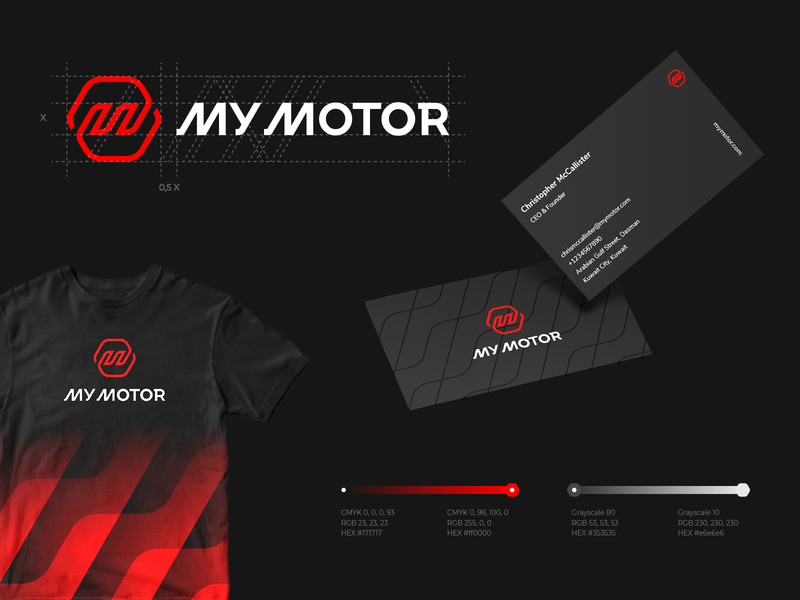 X
MY MOTOR
0,5 X
mymotor.com
Christopher McCallister
CEO & Founder
chrismccallister@mymotor.com
+1234567890
Arabian Gulf Street, Dasman
Kuwait City, Kuwait
MY MOTOR
MY MOTOR
CMYK 0, 0, 0, 93
RGB 23, 23, 23
HEX #171717
CMYK 0, 98, 100, 0
RGB 255, 0, 0
HEX #ff0000
Grayscale 80
RGB 53, 53, 53
HEX #353535
Grayscale 10
RGB 230, 230, 230
HEX #e6e6e6